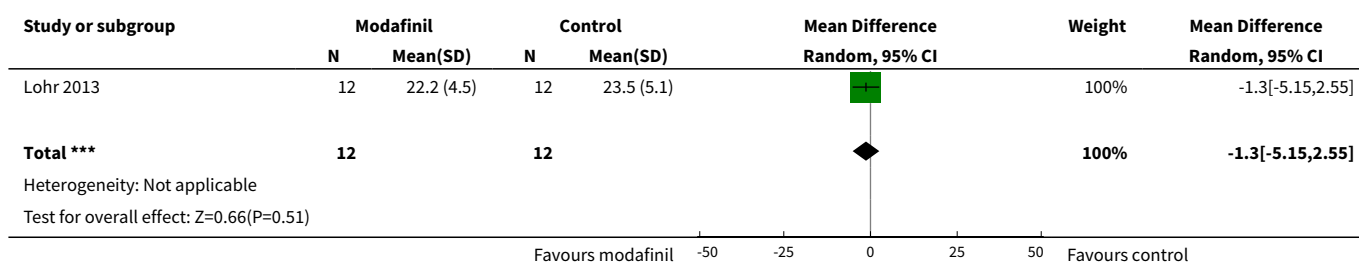 Study or subgroup Modafinil Control Mean Difference Weight Mean Difference
N Mean(SD) N Mean(SD) Random, 95% CI Random, 95% CI
Lohr 2013 12 22.2 (4.5) 12 23.5 (5.1) 100% -1.3[-5.15,2.55]
Total *** 12 12 100% -1.3[-5.15,2.55]
Heterogeneity: Not applicable
Test for overall effect: Z=0.66(P=0.51)
Favours modafinil -50 -25 0 25 50 Favours control